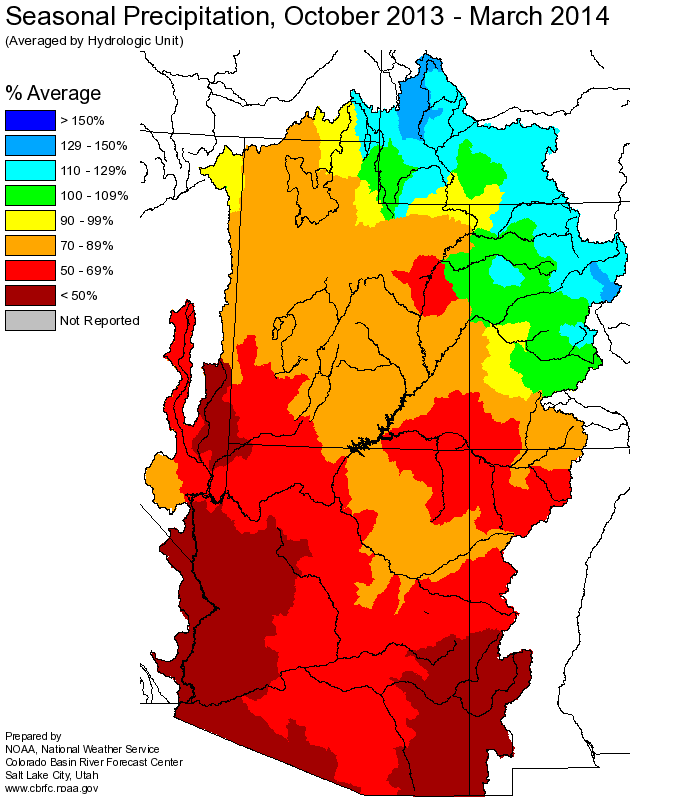 Seasonal Precipitation, October 2013 - March 2014
(Averaged by Hydrologic Unit)
% Average
> 150%
129 - 150%
110 - 129%
100 - 109%
90 - 99%
70 - 89%
50 - 69%
< 50%
Not Reported
Prepared by
NOAA, National Weather Service
Colorado Basin River Forecast Center
Salt Lake City, Utah
www.cbrfc.noaa.gov